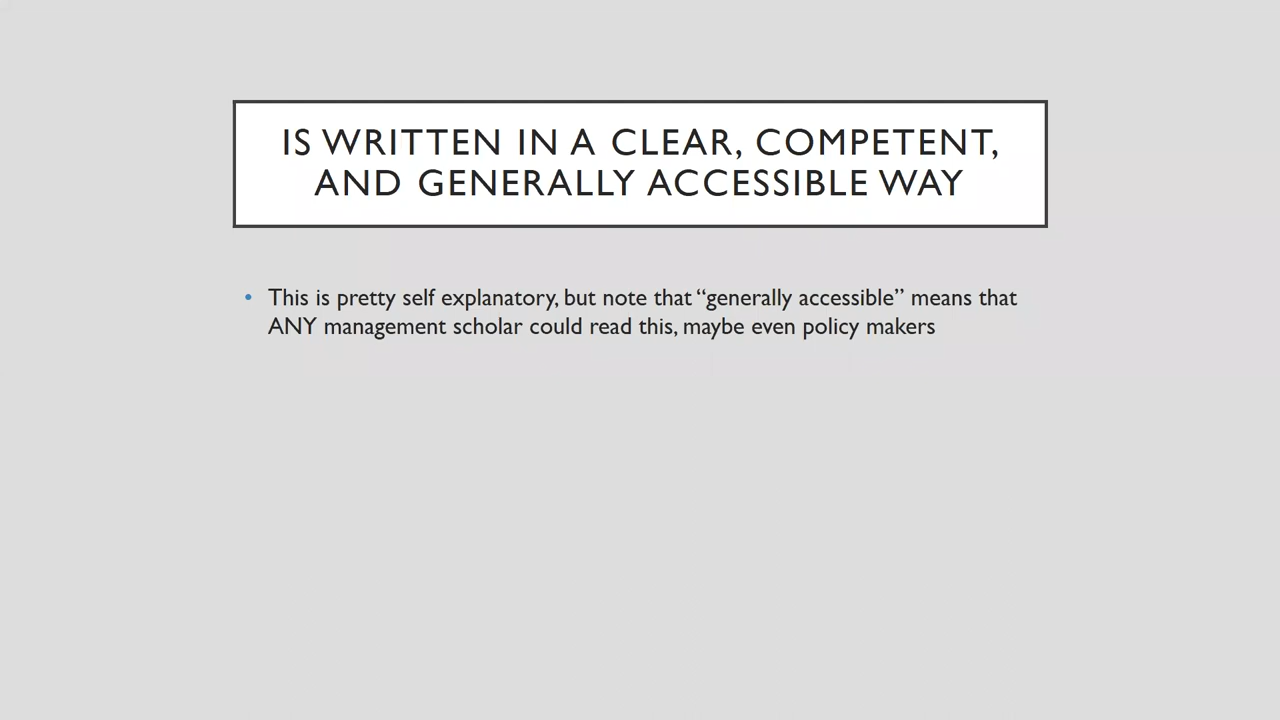 IS WRITTEN IN A CLEAR, COMPETENT,
AND GENERALLY ACCESSIBLE WAY
• This is pretty self explanatory, but note that “generally accessible” means that
ANY management scholar could read this, maybe even policy makers